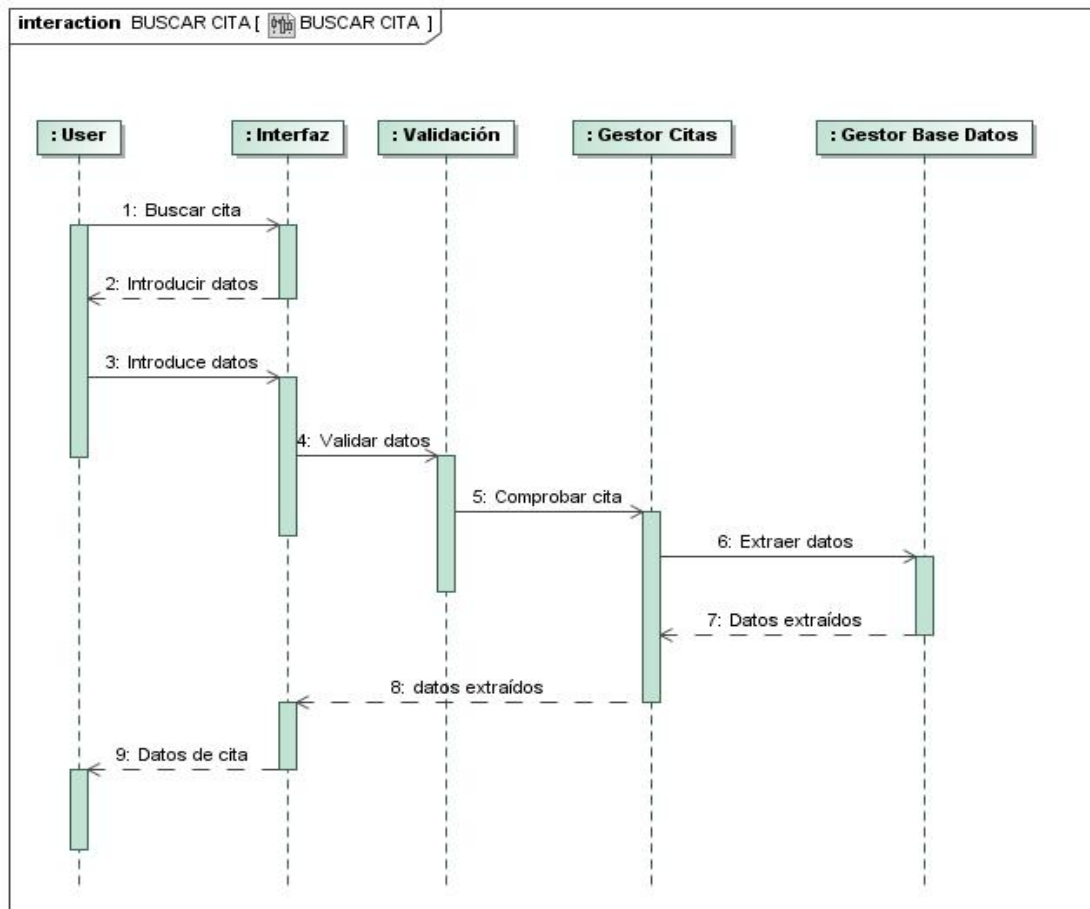 interaction BUSCAR CITA [ BUSCAR CITA ]
: User
: Interfaz
: Validación
: Gestor Citas
: Gestor Base Datos
1: Buscar cita
2: Introducir datos
3: Introduce datos
4: Validar datos
5: Comprobar cita
6: Extraer datos
7: Datos extraídos
8: datos extraídos
9: Datos de cita